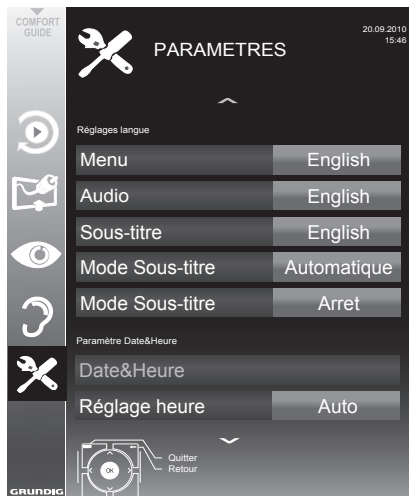 COMFORT
GUIDE
PARAMETRES
20.09.2010
15:46
Réglages langue
Menu English
Audio English
Sous-titre English
Mode Sous-titre Automatique
Mode Sous-titre Arret
Paramètre Date&Heure
Date&Heure
Réglage heure Auto
Quitter
Retour
OK
GRUNDIG